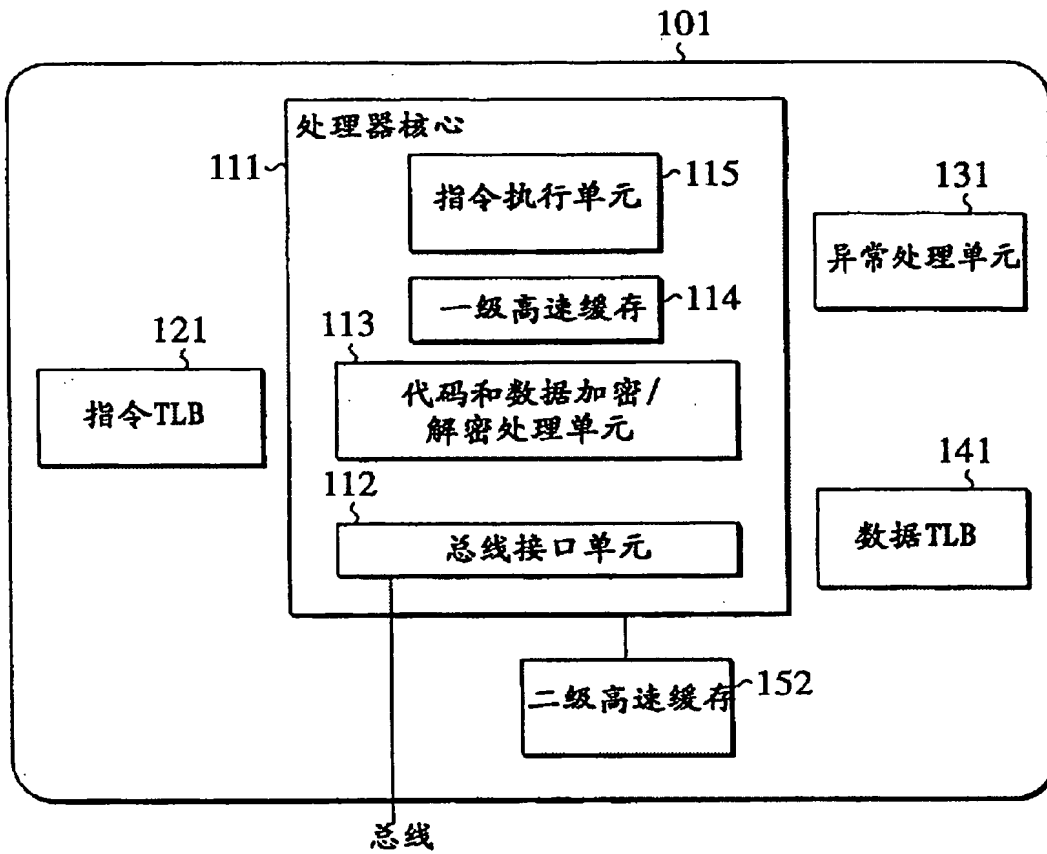 101
处理器核心
111
115
指令执行单元
131
异常处理单元
114
一级高速缓存
113
121
代码和数据加密/
解密处理单元
指令TLB
141
112
数据TLB
总线接口单元
152
二级高速缓存
总线